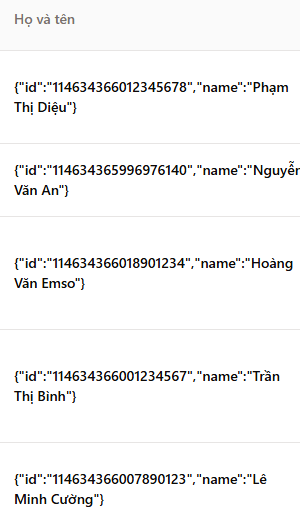 Họ và tên
{"id":"114634366012345678","name":"Phạm
Thị Diệu"}
{"id":"114634365996976140","name":"Nguyễn
Văn An"}
{"id":"114634366018901234","name":"Hoàng
Văn Emso"}
{"id":"114634366001234567","name":"Trần
Thị Bình"}
{"id":"114634366007890123","name":"Lê
Minh Cường"}